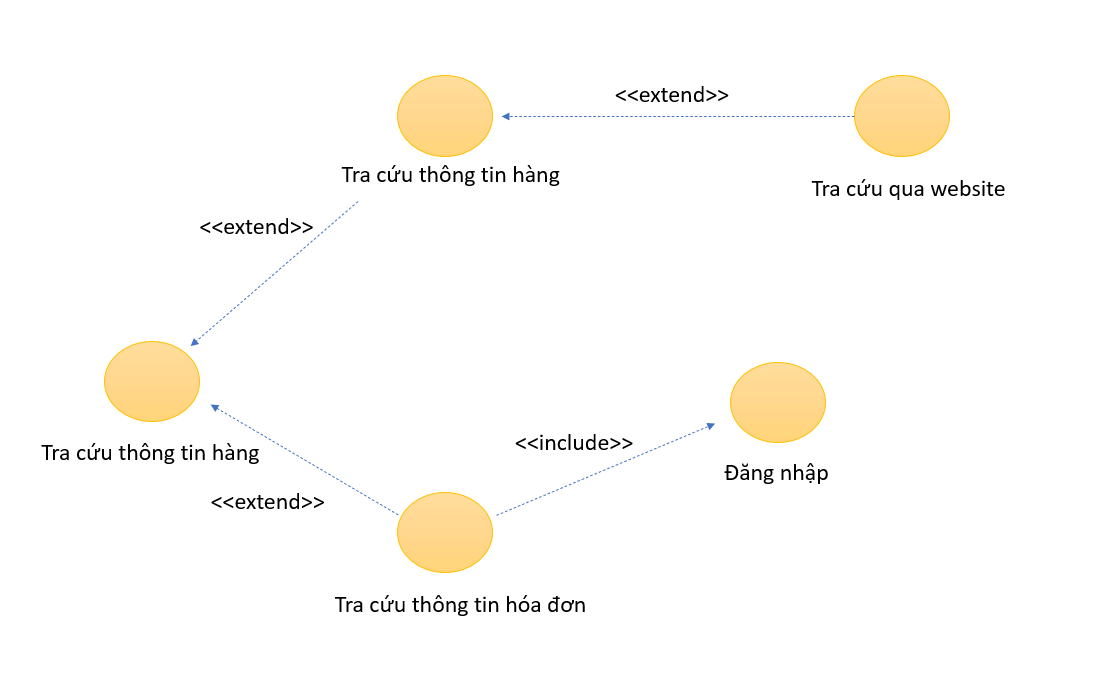 <<extend>>
Tra cứu thông tin hàng
Tra cứu qua website
<<extend>>
Tra cứu thông tin hàng
<<include>>
Đăng nhập
<<extend>>
Tra cứu thông tin hóa đơn